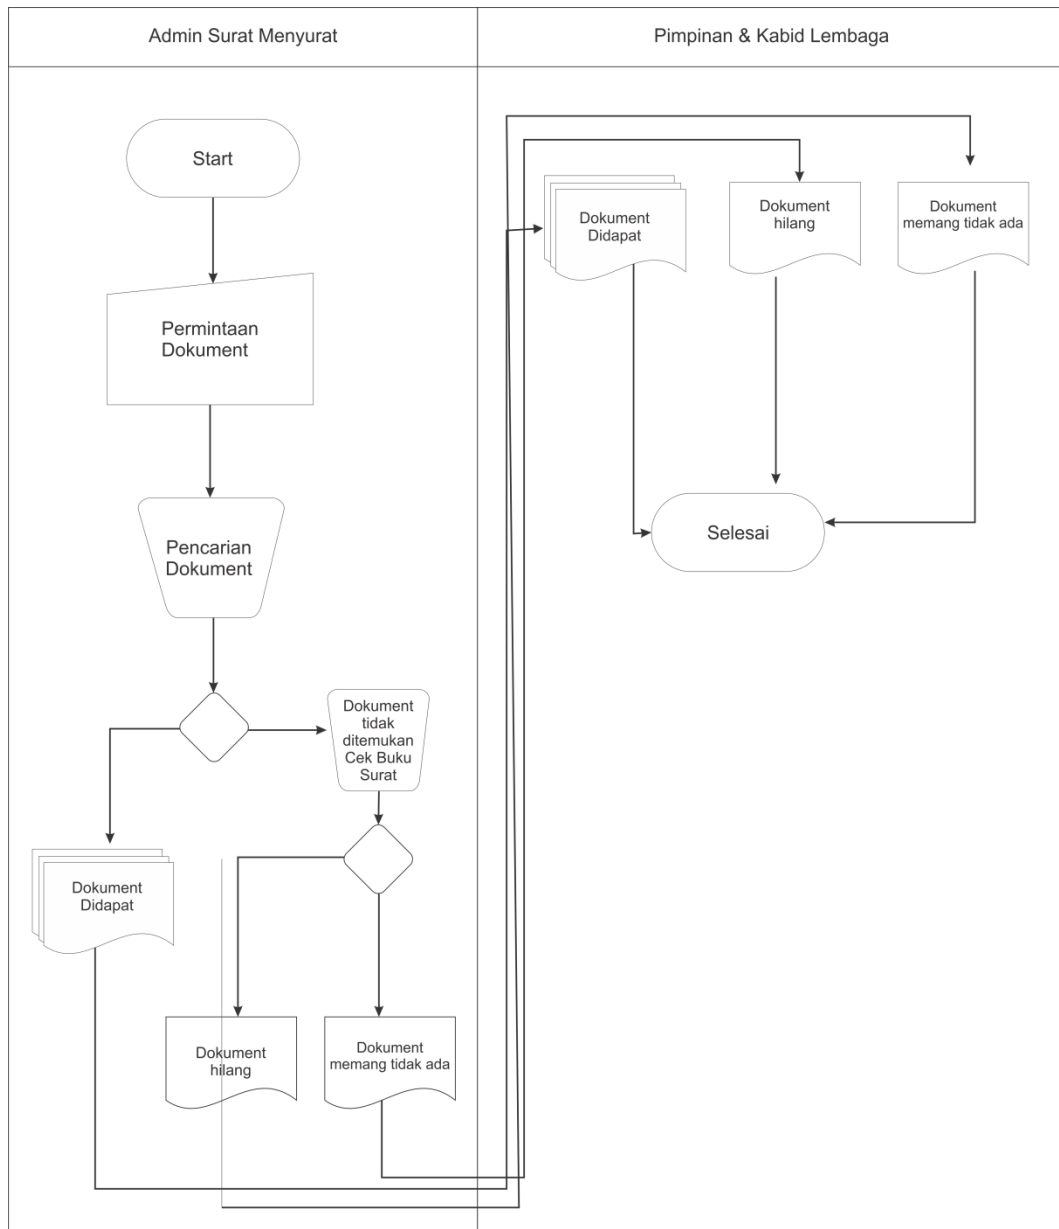 Admin Surat Menyurat
Pimpinan & Kabid Lembaga
Start
Permintaan
Dokument
Pencarian
Dokument
Dokument
tidak
ditemukan
Cek Buku
Surat
Dokument
Didapat
Dokument
hilang
Dokument
memang tidak ada
Dokument
Didapat
Dokument
hilang
Dokument
memang tidak ada
Selesai